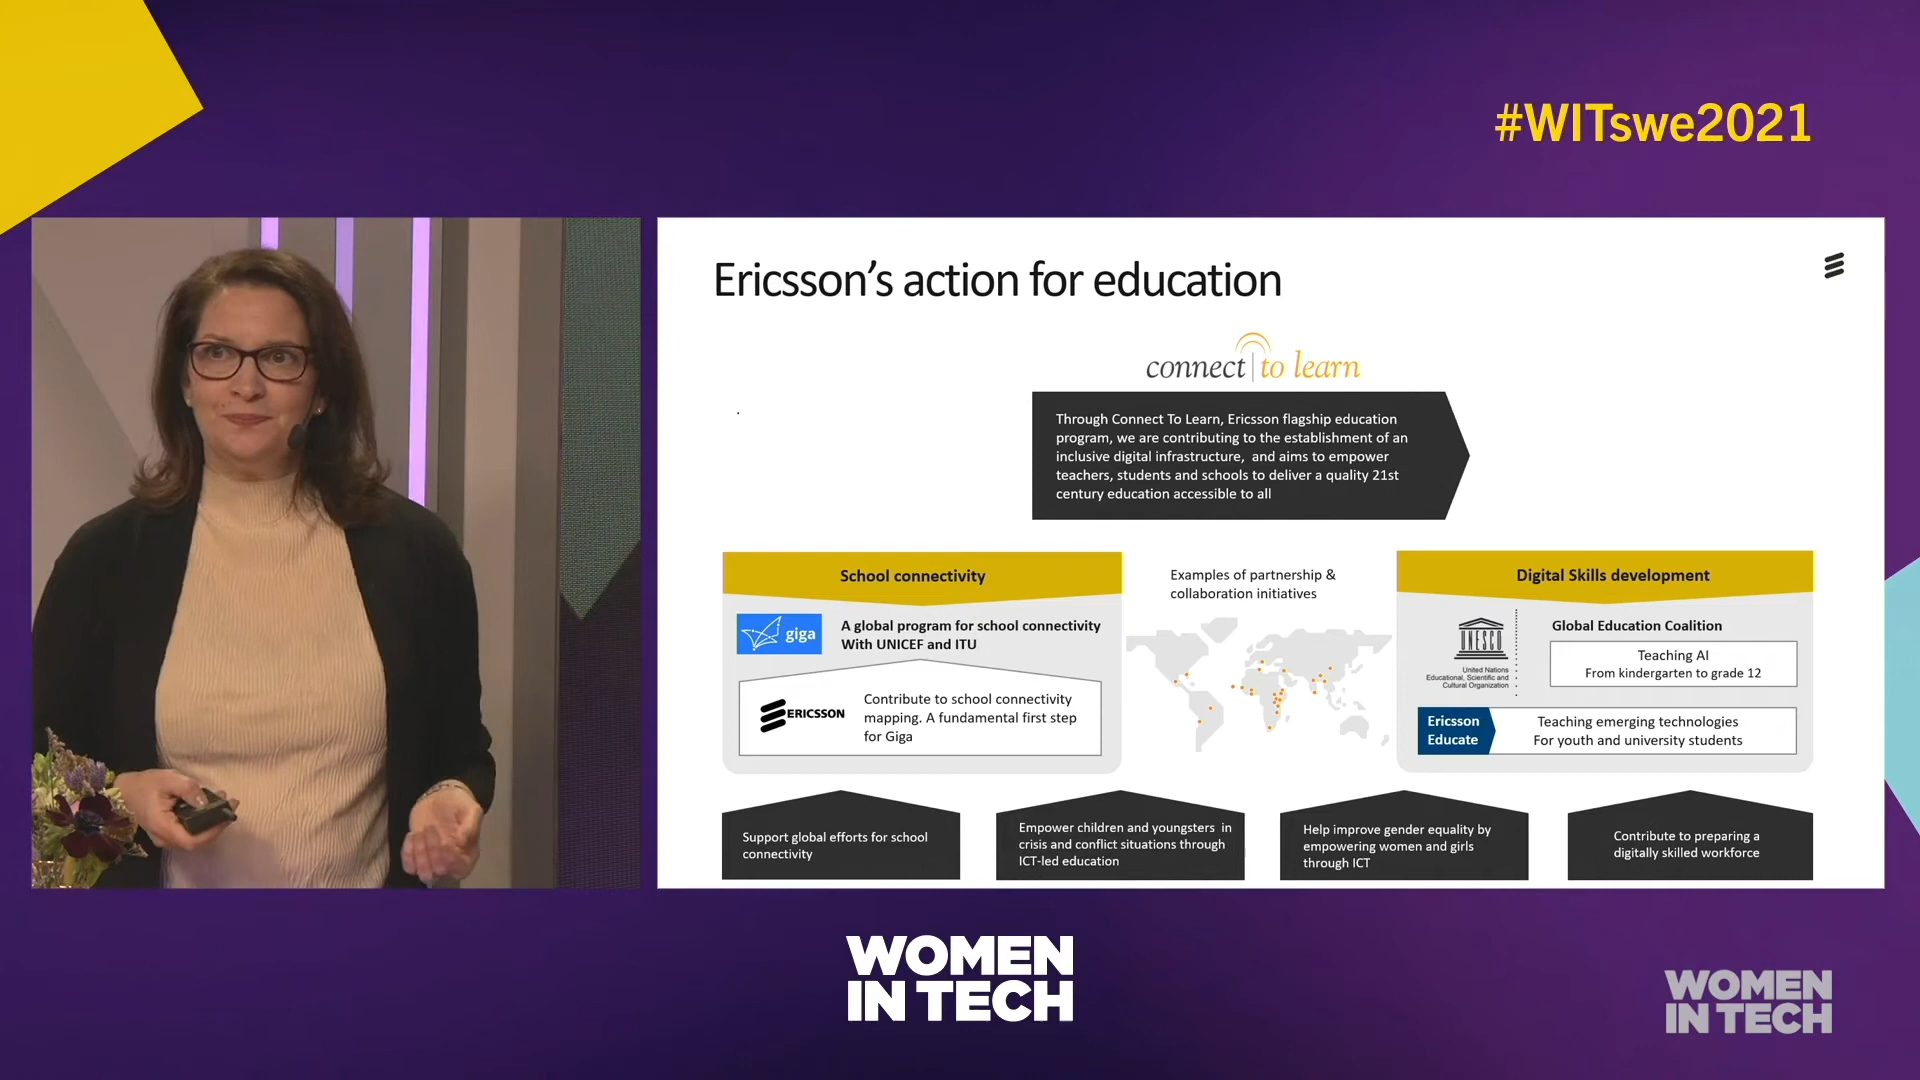 #WITswe2021
Ericsson’s action for education
connect to learn
Through Connect To Learn, Ericsson flagship education
program, we are contributing to the establishment of an
inclusive digital infrastructure,  and aims to empower
teachers, students and schools to deliver a quality 21st
century education accessible to all
School connectivity
giga
A global program for school connectivity
With UNICEF and ITU
ERICSSON
Contribute to school connectivity
mapping. A fundamental first step
for Giga
Examples of partnership &
collaboration initiatives
Digital Skills development
UNESCO
United Nations
Educational, Scientific and
Cultural Organization
Global Education Coalition
Teaching AI
From kindergarten to grade 12
Ericsson
Educate
Teaching emerging technologies
For youth and university students
Support global efforts for school
connectivity
Empower children and youngsters  in
crisis and conflict situations through
ICT-led education
Help improve gender equality by
empowering women and girls
through ICT
Contribute to preparing a
digitally skilled workforce
WOMEN
IN TECH
WOMEN
IN TECH